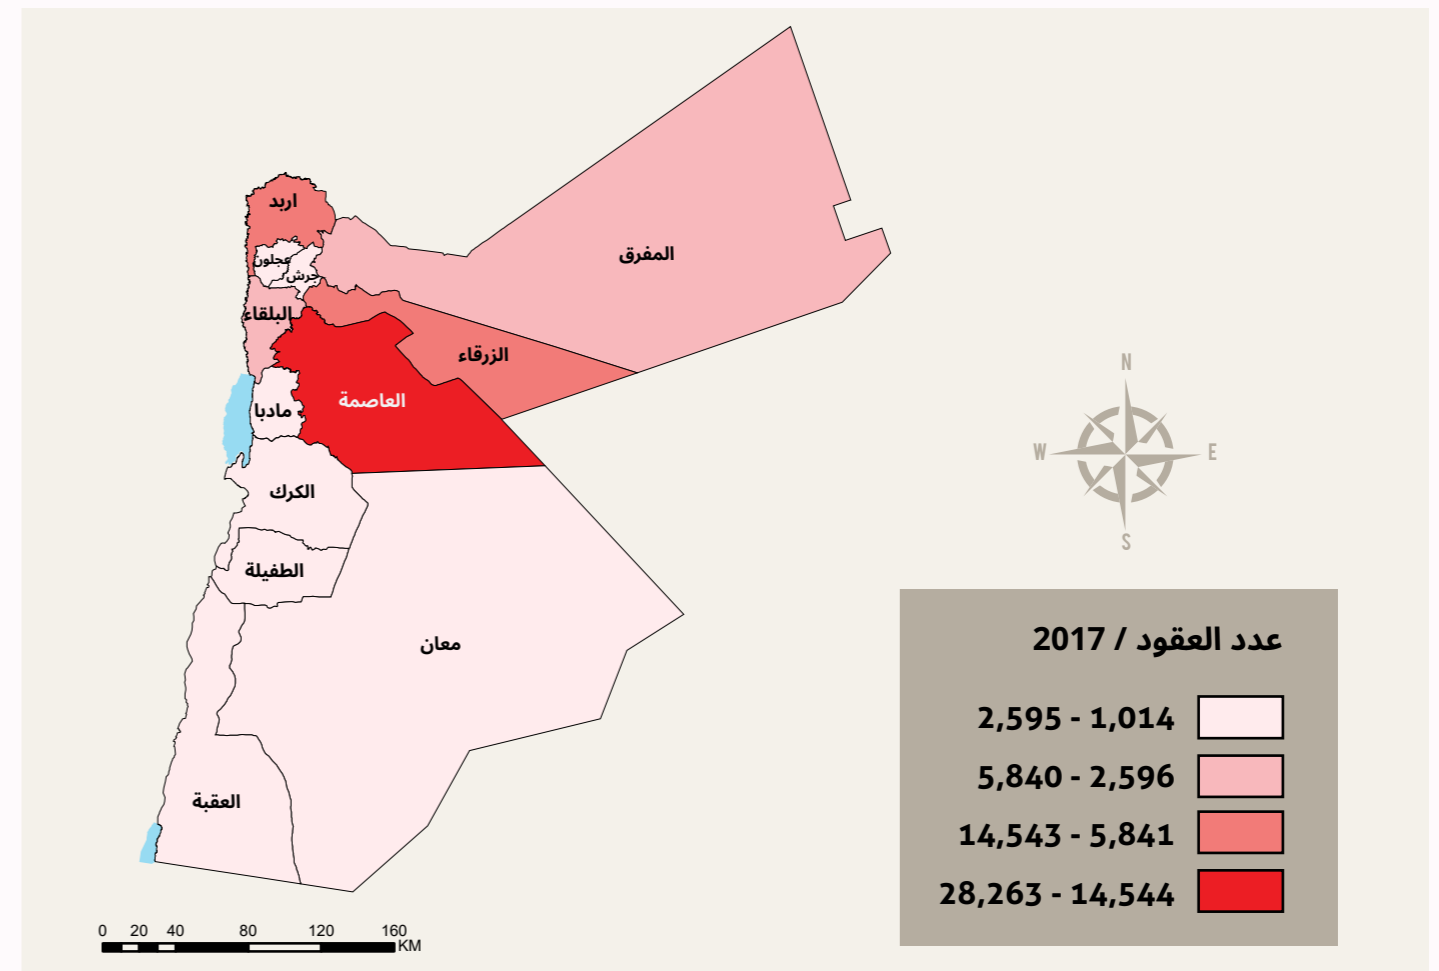 اربد
المفرق
عجلون
جرش
البلقاء
الزرقاء
العاصمة
مادبا
الكرك
الطفيلة
معان
العقبة
N
W
E
S
عدد العقود / 2017
2,595 - 1,014
5,840 - 2,596
14,543 - 5,841
28,263 - 14,544
0 20 40 80 120 160
KM